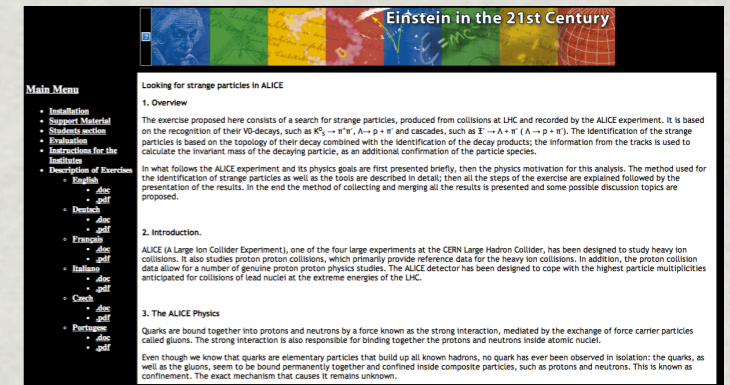 Einstein in the 21st Century
Main Menu
Installation
Support Material
Students section
Evaluation
Instructions for the
Institutes
Description of Exercises
English
.doc
.pdf
Deutsch
.doc
.pdf
Français
.doc
.pdf
Italiano
.doc
.pdf
Czech
.doc
.pdf
Portugese
.doc
.pdf
Looking for strange particles in ALICE
1. Overview
The exercise proposed here consists of a search for strange particles, produced from collisions at LHC and recorded by the ALICE experiment. It is based
on the recognition of their V0-decays, such as K⁰s → π⁺π⁻, Λ→ p + π⁻ and cascades, such as Ξ⁻ → Λ + π⁻ ( Λ → p + π⁻). The identification of the strange
particles is based on the topology of their decay combined with the identification of the decay products; the information from the tracks is used to
calculate the invariant mass of the decaying particle, as an additional confirmation of the particle species.
In what follows the ALICE experiment and its physics goals are first presented briefly, then the physics motivation for this analysis. The method used for
the identification of strange particles as well as the tools are described in detail; then all the steps of the exercise are explained followed by the
presentation of the results. In the end the method of collecting and merging all the results is presented and some possible discussion topics are
proposed.
2. Introduction.
ALICE (A Large Ion Collider Experiment), one of the four large experiments at the CERN Large Hadron Collider, has been designed to study heavy ion
collisions. It also studies proton proton collisions, which primarily provide reference data for the heavy ion collisions. In addition, the proton collision
data allow for a number of genuine proton proton physics studies. The ALICE detector has been designed to cope with the highest particle multiplicities
anticipated for collisions of lead nuclei at the extreme energies of the LHC.
3. The ALICE Physics
Quarks are bound together into protons and neutrons by a force known as the strong interaction, mediated by the exchange of force carrier particles
called gluons. The strong interaction is also responsible for binding together the protons and neutrons inside atomic nuclei.
Even though we know that quarks are elementary particles that build up all known hadrons, no quark has ever been observed in isolation: the quarks, as
well as the gluons, seem to be bound permanently together and confined inside composite particles, such as protons and neutrons. This is known as
confinement. The exact mechanism that causes it remains unknown.